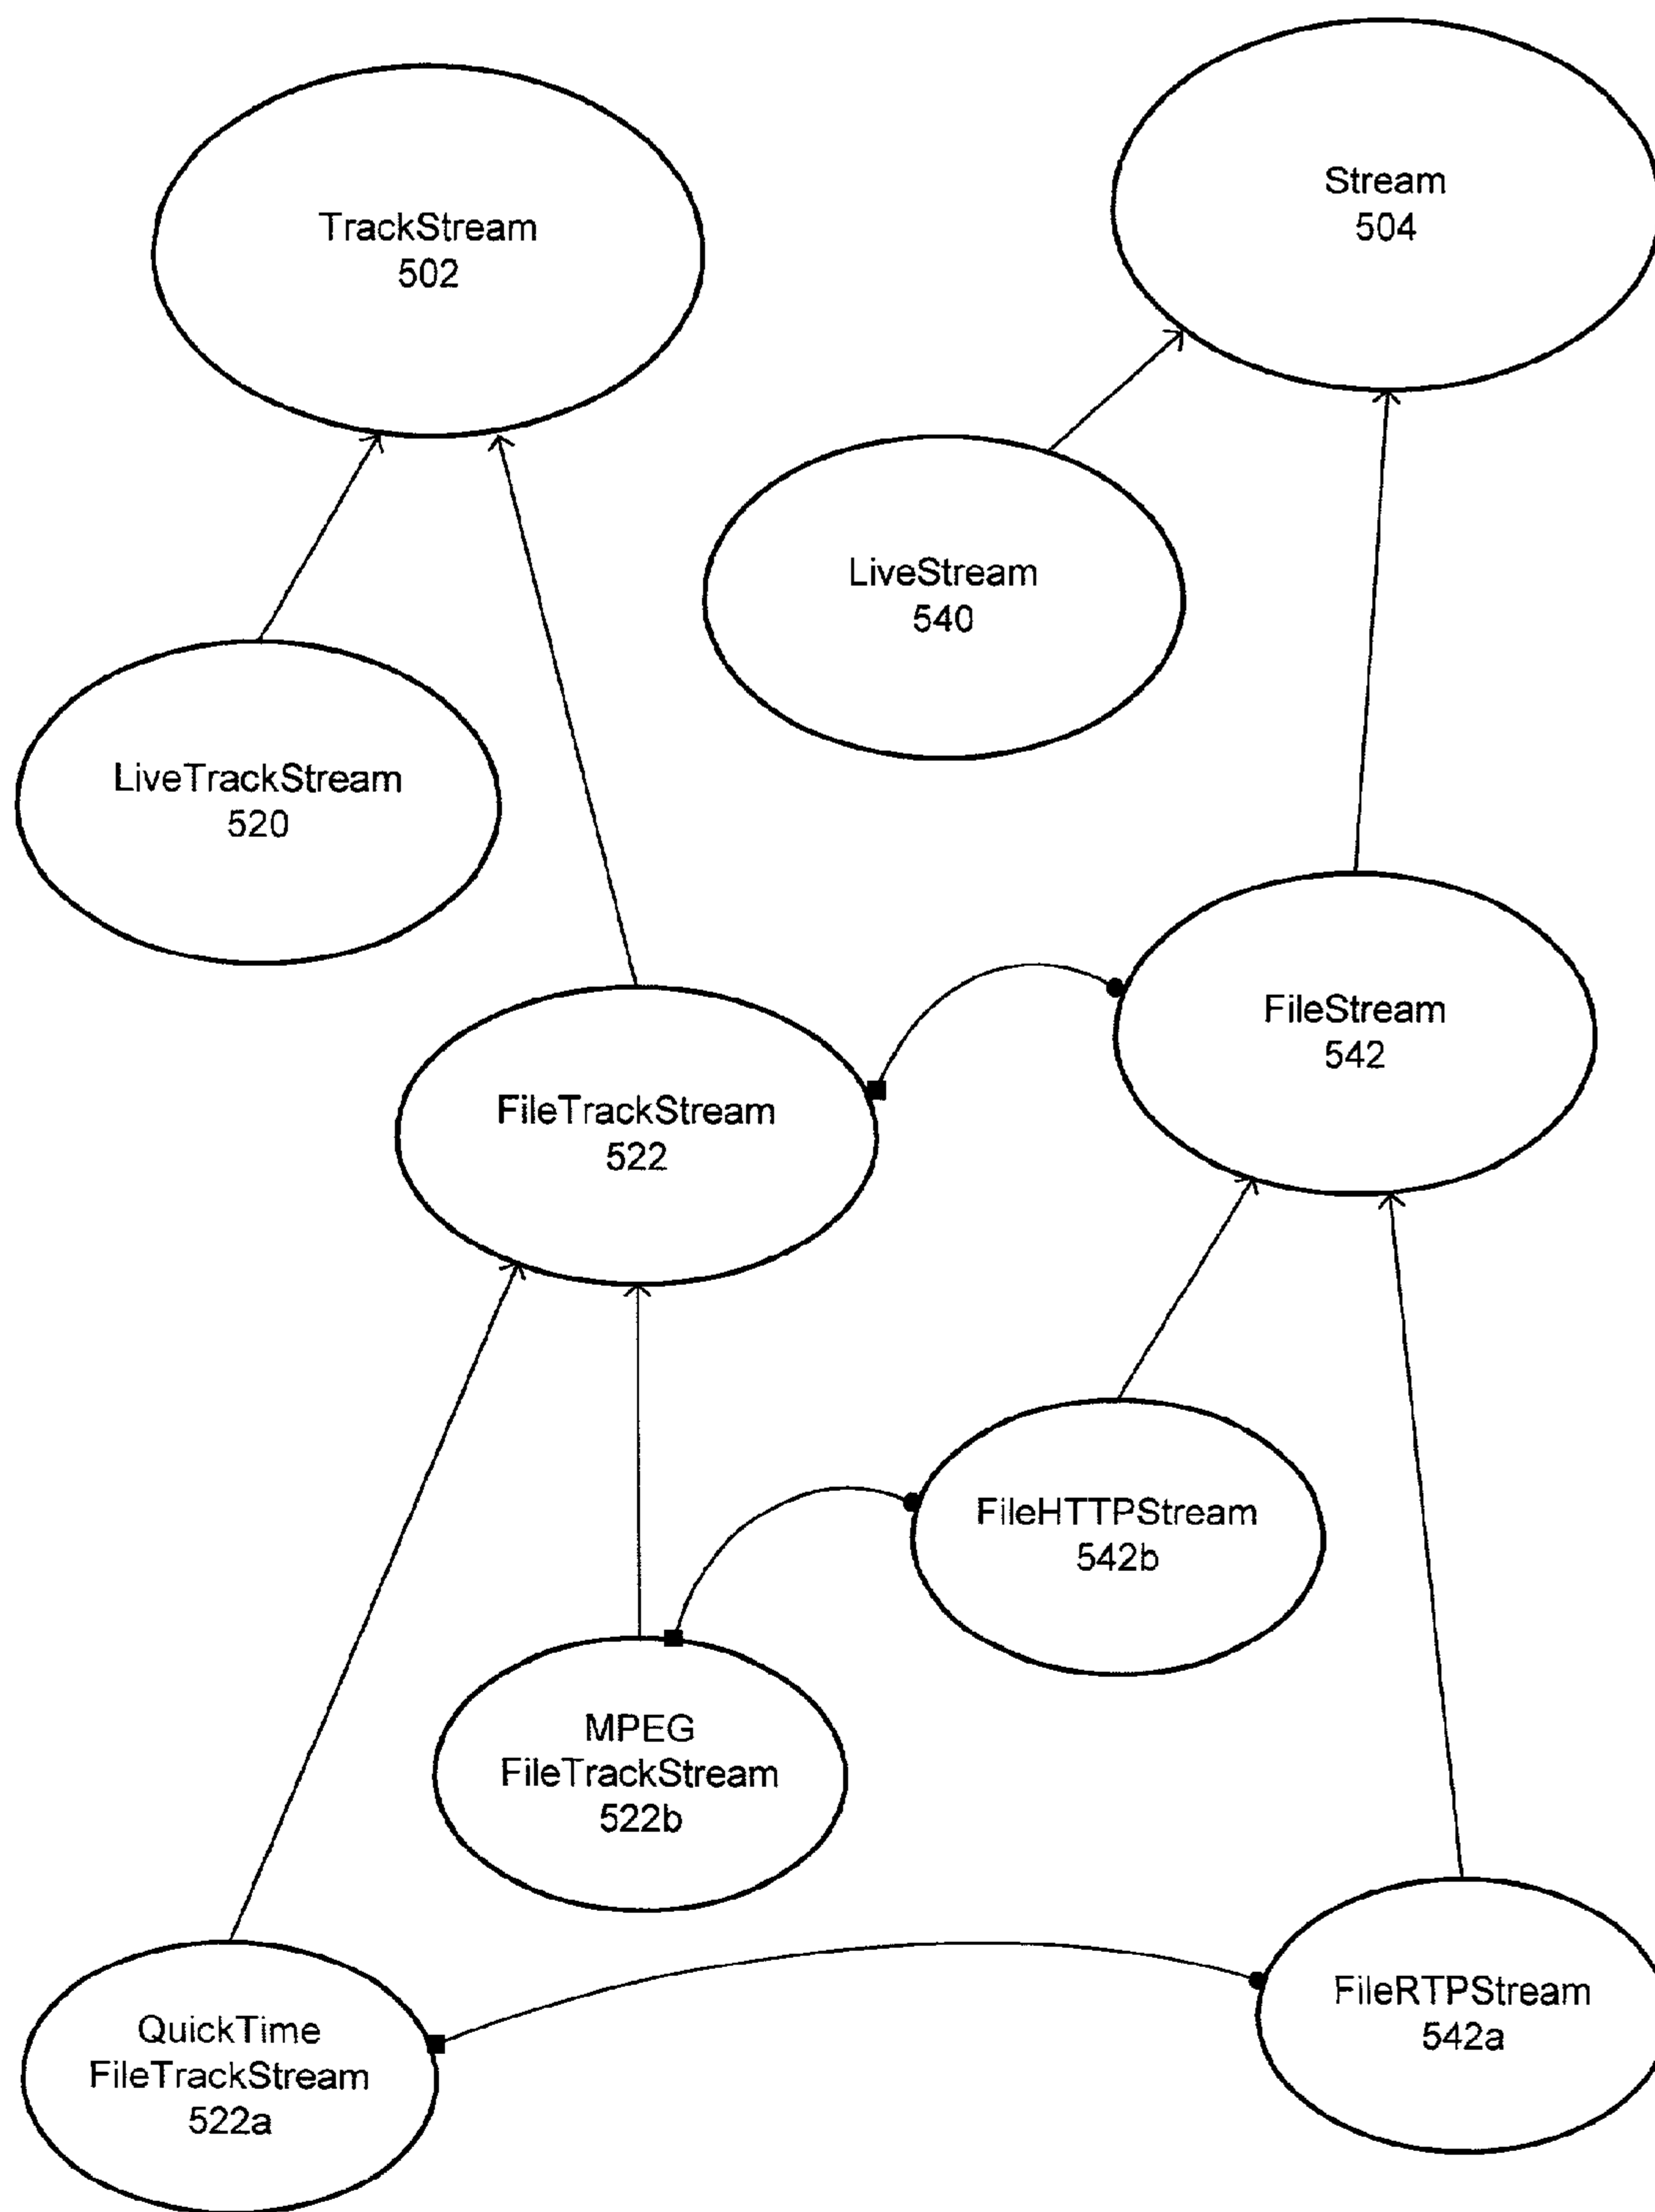 TrackStream
502
Stream
504
LiveStream
540
LiveTrackStream
520
FileStream
542
FileTrackStream
522
FileHTTPStream
542b
MPEG
FileTrackStream
522b
FileRTPStream
542a
QuickTime
FileTrackStream
522a